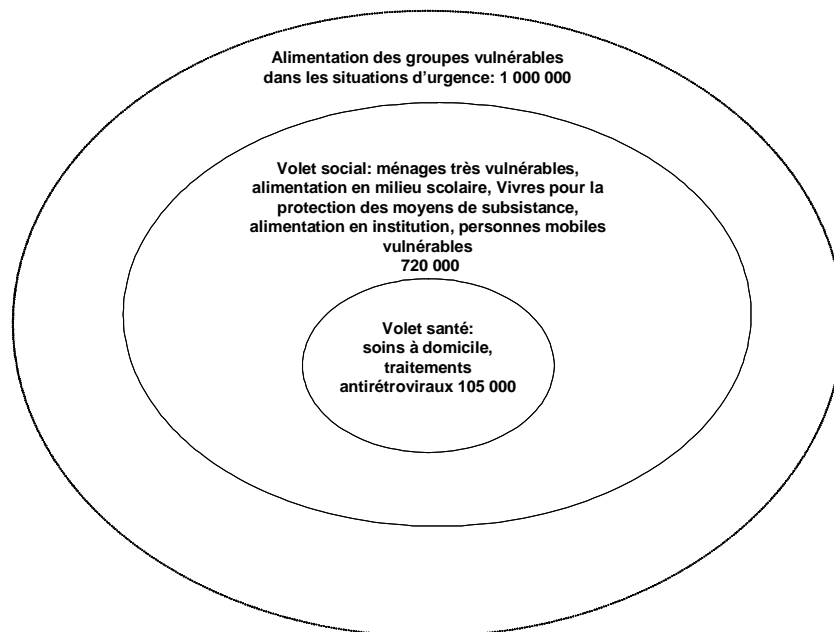 Alimentation des groupes vulnérables
dans les situations d'urgence: 1 000 000
Volet social: ménages très vulnérables,
alimentation en milieu scolaire, Vivres pour la
protection des moyens de subsistance,
alimentation en institution, personnes mobiles
vulnérables
720 000
Volet santé:
soins à domicile,
traitements
antirétroviraux 105 000